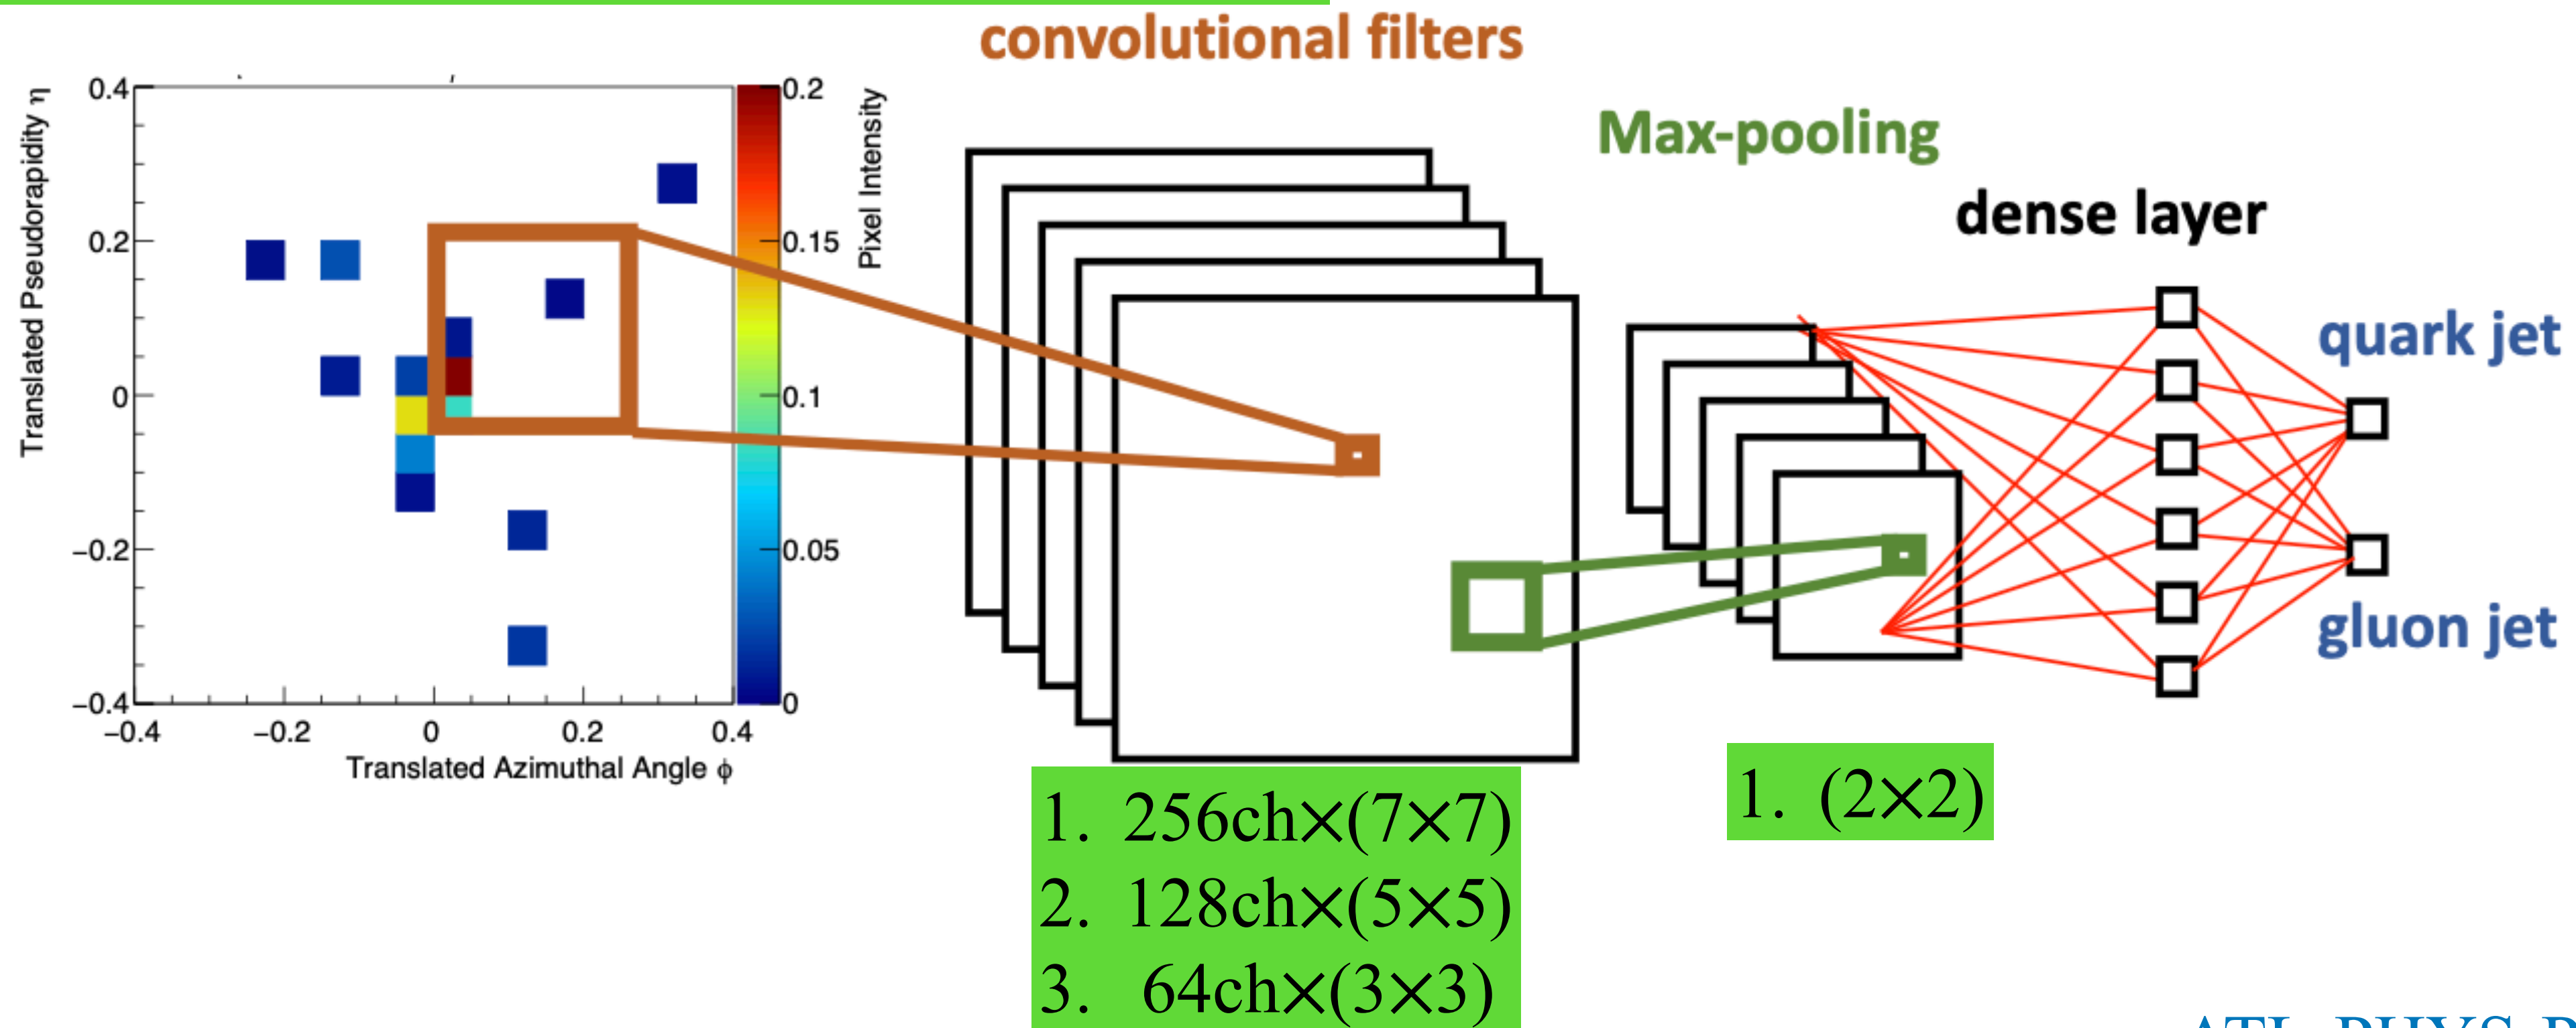 convolutional filters
Max-pooling
dense layer
quark jet
gluon jet
Translated Pseudorapidity η
0.4
0.2
0
−0.2
−0.4
−0.4
−0.2
0
0.2
0.4
Translated Azimuthal Angle ϕ
0.2
0.15
0.1
0.05
0
Pixel Intensity
1. 256ch×(7×7)
2. 128ch×(5×5)
3. 64ch×(3×3)
1. (2×2)